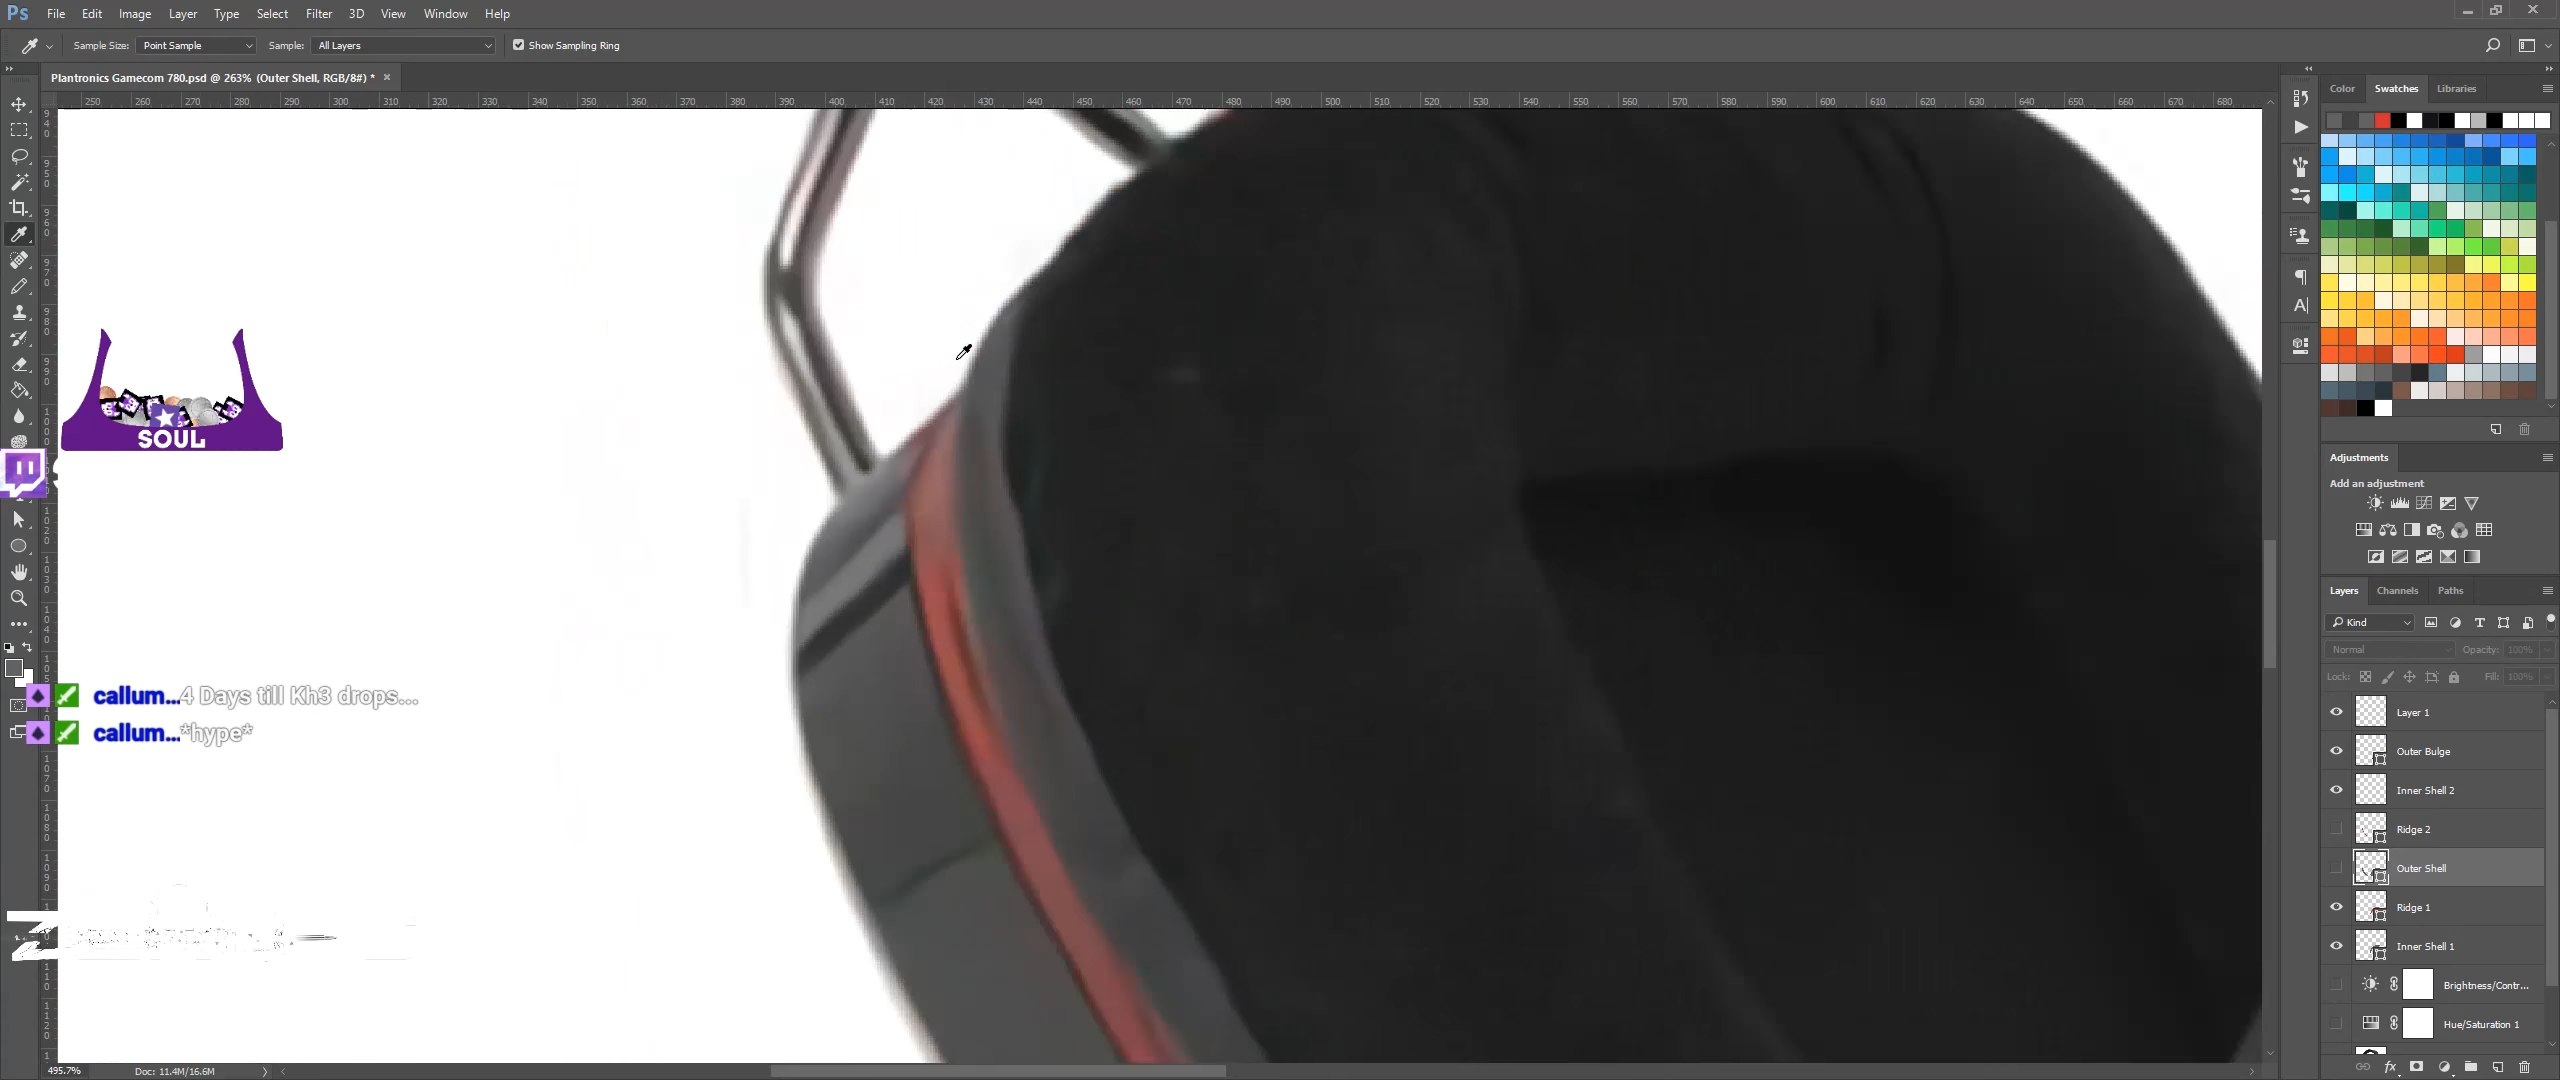 Ps File Edit Image Layer Type Select Filter 3D View Window Help
Sample Size: Point Sample Sample: All Layers Show Sampling Ring
Plantronics Gamecom 780.psd @ 263% (Outer Shell, RGB/8#) * ×
250 260 270 280 290 300 310 320 330 340 350 360 370 380 390 400 410 420 430 440 450 460 470 480 490 500 510 520 530 540 550 560 570 580 590 600 610 620 630 640 650 660 670 680
Color Swatches Libraries
SOUL
Adjustments
Add an adjustment
Layers Channels Paths
Kind
Normal Opacity: 100%
Lock: Fill: 100%
callum... 4 Days till Kh3 drops...
callum... *hype*
Layer 1
Outer Bulge
Inner Shell 2
Ridge 2
Outer Shell
Ridge 1
Inner Shell 1
Brightness/Contr...
Hue/Saturation 1
495.7% Doc: 11.4M/16.6M